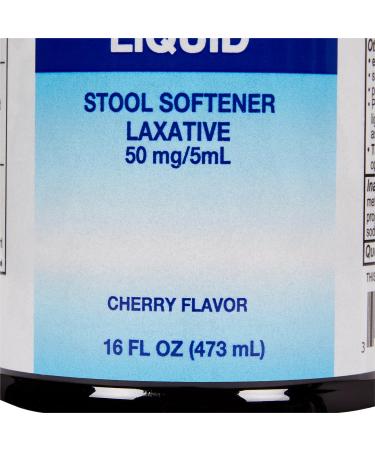 LIQUID
STOOL SOFTENER
LAXATIVE
50 mg/5mL
CHERRY FLAVOR
16 FL OZ (473 mL)